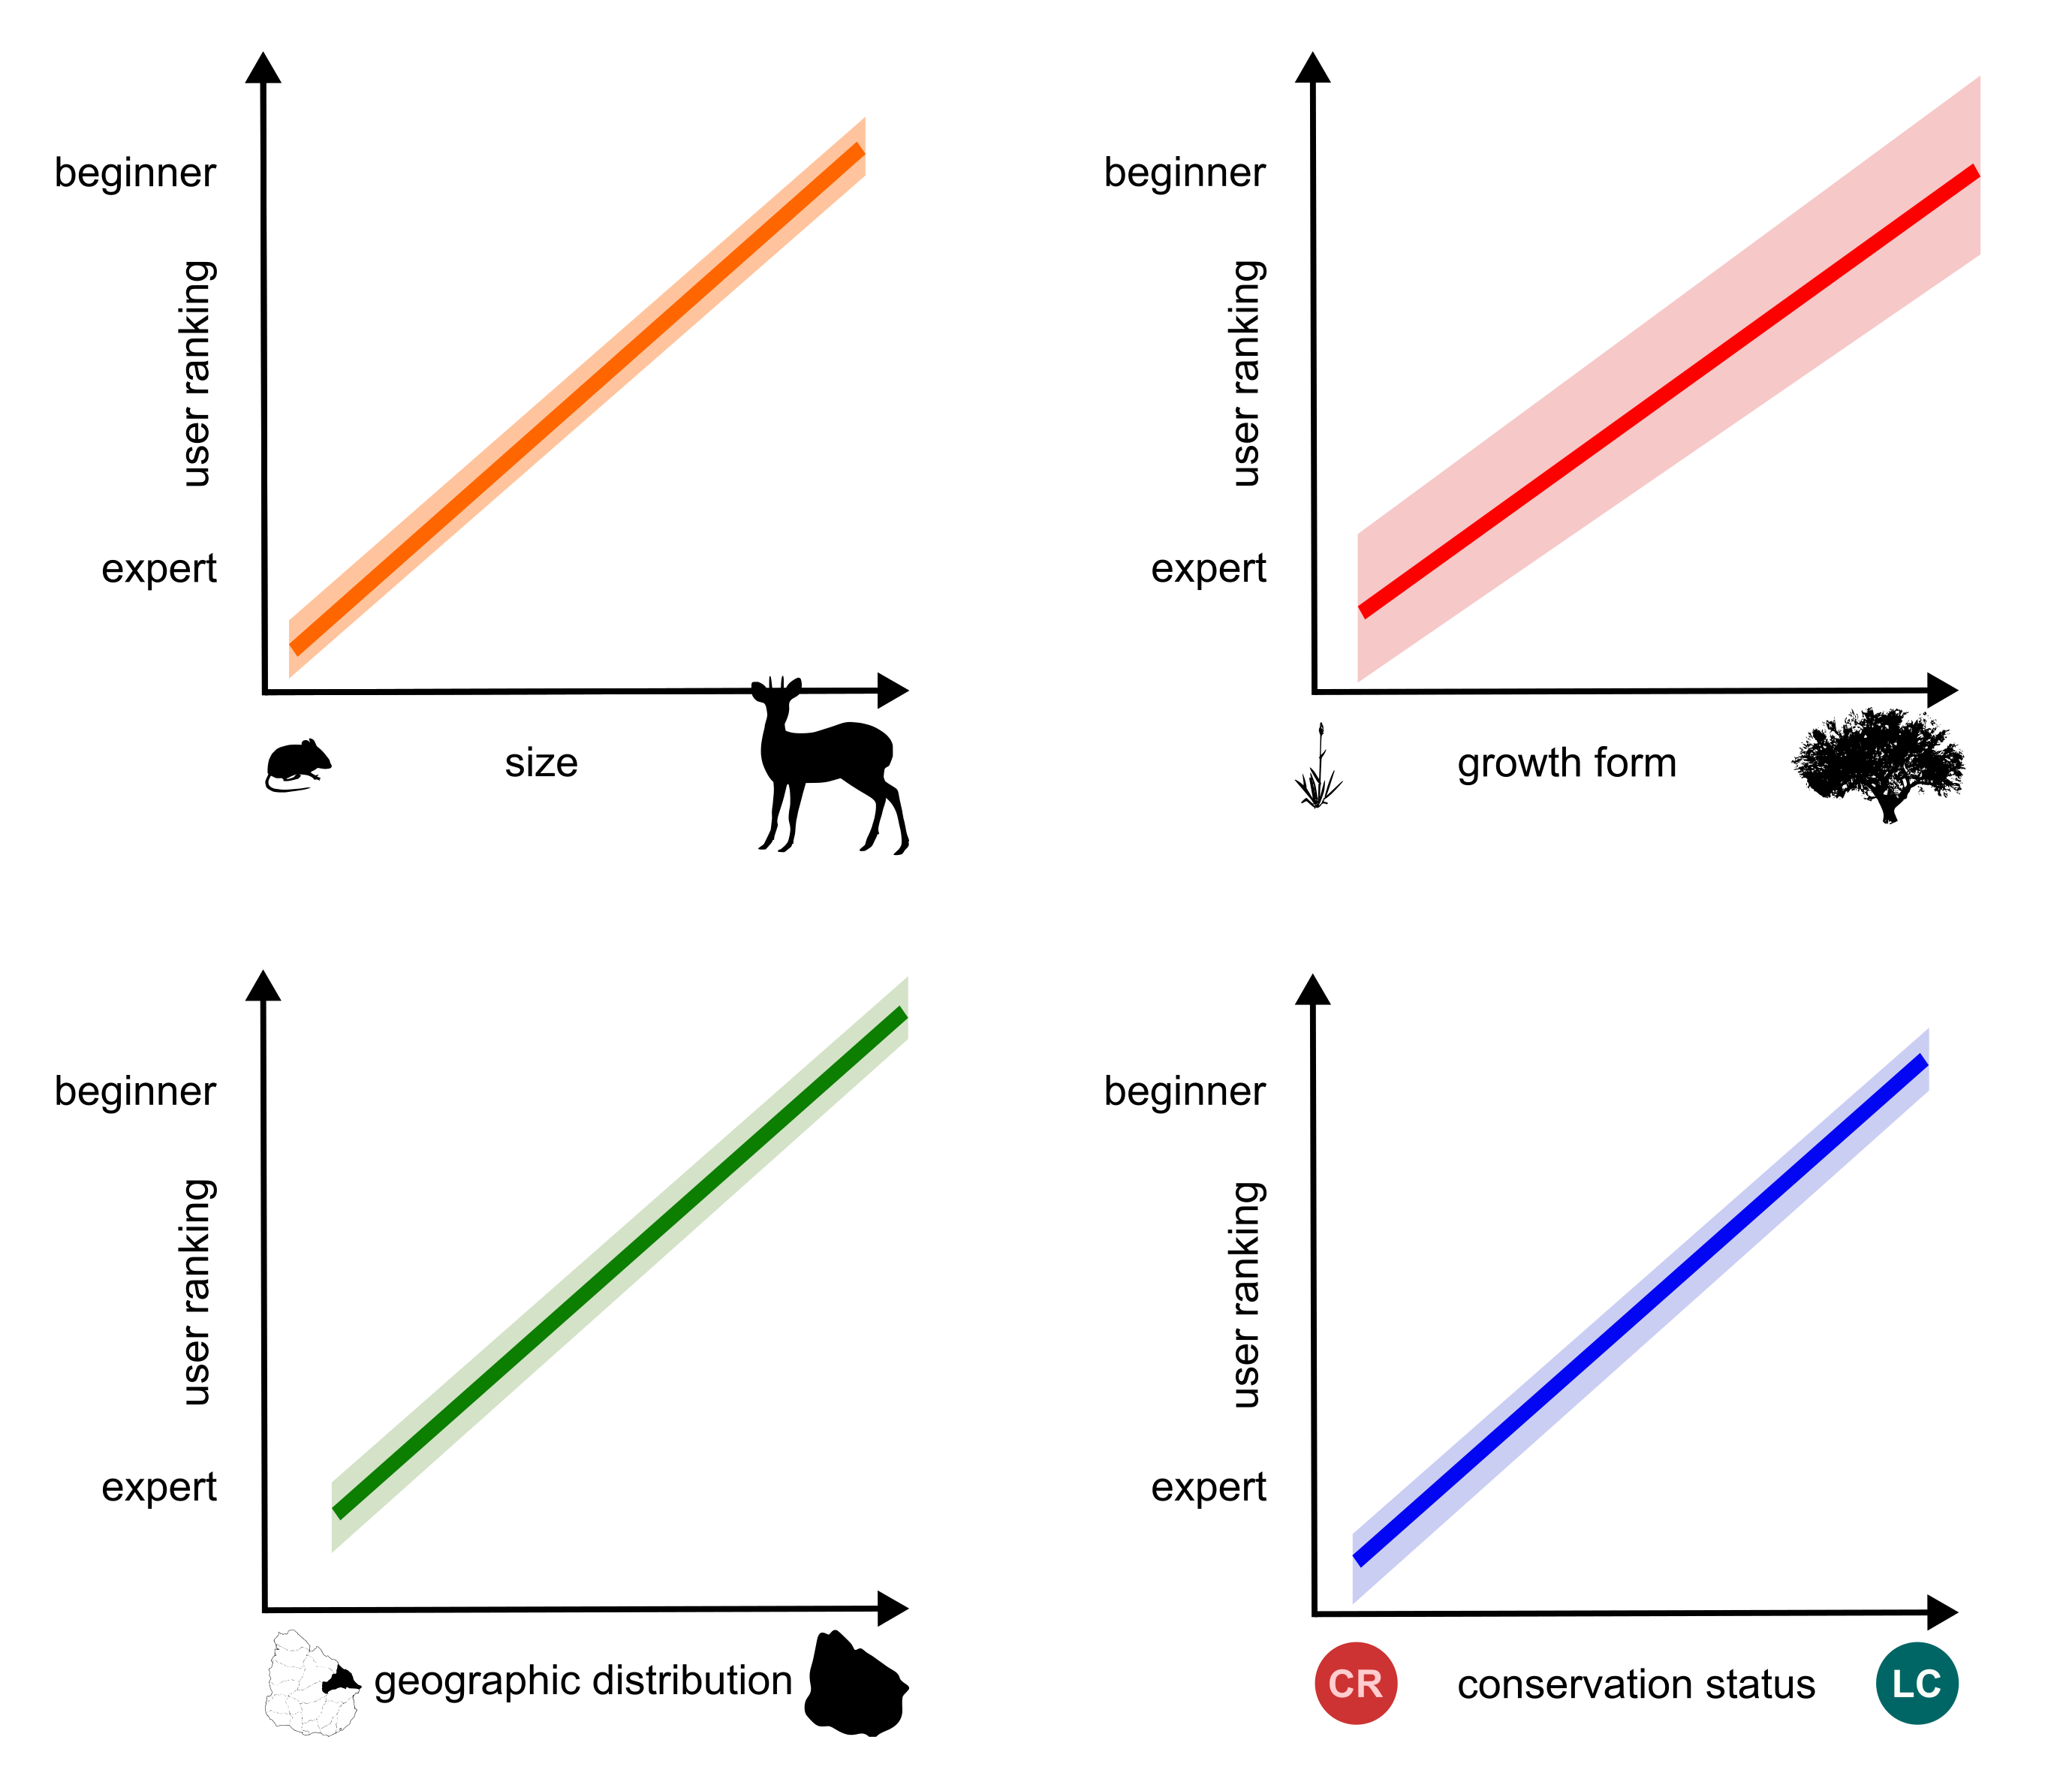 beginner
user ranking
expert
size
beginner
user ranking
expert
growth form
beginner
user ranking
expert
geographic distribution
beginner
user ranking
expert
CR
conservation status
LC